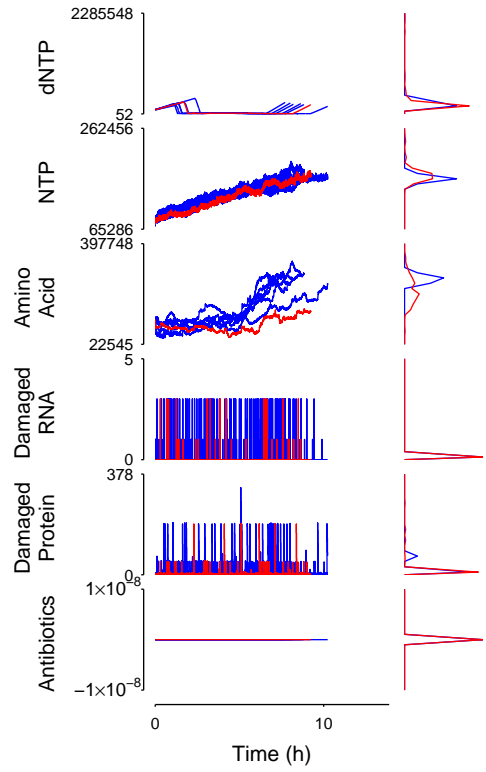 2285548
dNTP
52
262456
NTP
65286
397748
Amino
Acid
22545
5
Damaged
RNA
0
378
Damaged
Protein
0
1×10⁻⁸
Antibiotics
−1×10⁻⁸
0 10
Time (h)